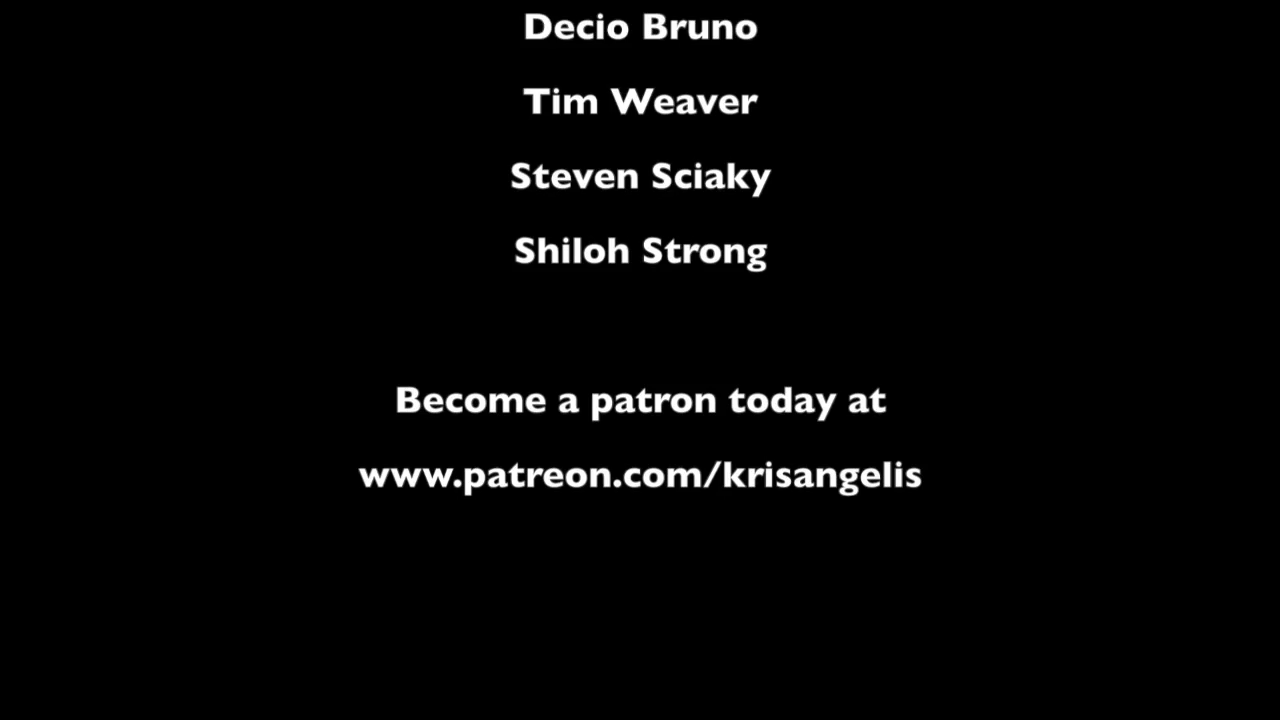 Decio Bruno
Tim Weaver
Steven Sciaky
Shiloh Strong
Become a patron today at
www.patreon.com/krisangelis